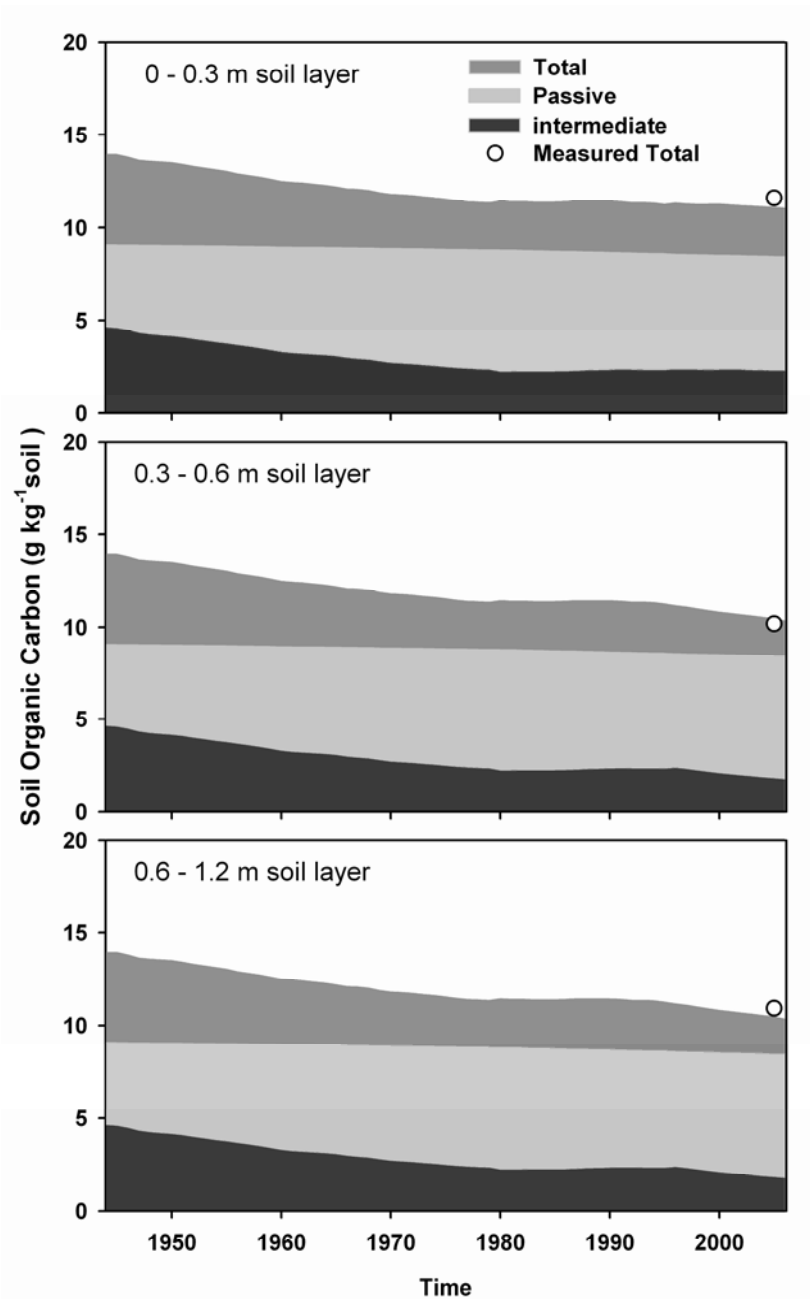 20
0 - 0.3 m soil layer
Total
Passive
intermediate
Measured Total
15
10
5
0
20
0.3 - 0.6 m soil layer
15
10
5
0
20
0.6 - 1.2 m soil layer
15
10
5
0
Soil Organic Carbon (g kg⁻¹soil )
1950 1960 1970 1980 1990 2000
Time